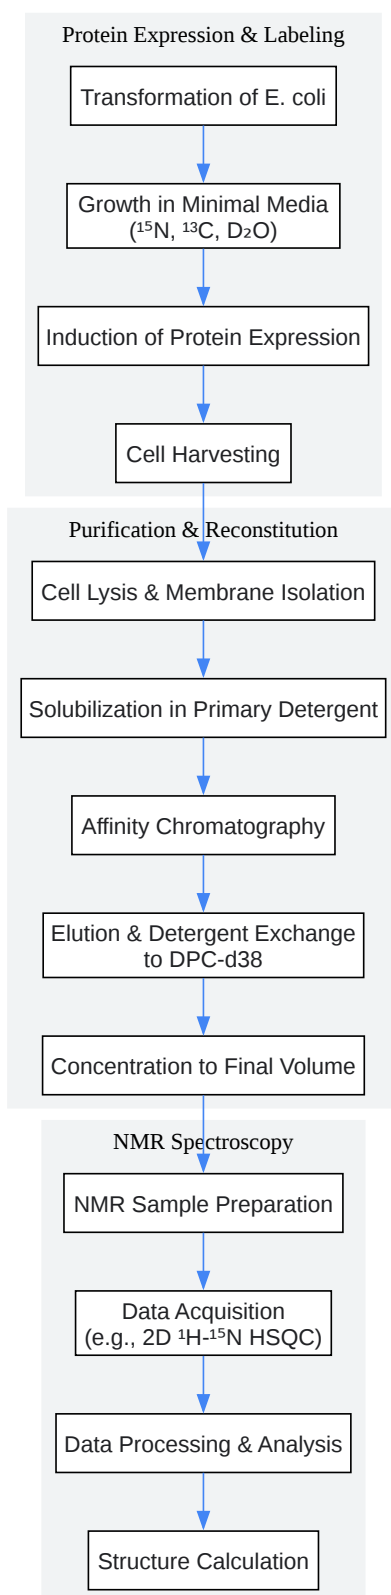 Protein Expression & Labeling
Transformation of E. coli
Growth in Minimal Media
(¹⁵N, ¹³C, D₂O)
Induction of Protein Expression
Cell Harvesting
Purification & Reconstitution
Cell Lysis & Membrane Isolation
Solubilization in Primary Detergent
Affinity Chromatography
Elution & Detergent Exchange
to DPC-d38
Concentration to Final Volume
NMR Spectroscopy
NMR Sample Preparation
Data Acquisition
(e.g., 2D ¹H-¹⁵N HSQC)
Data Processing & Analysis
Structure Calculation